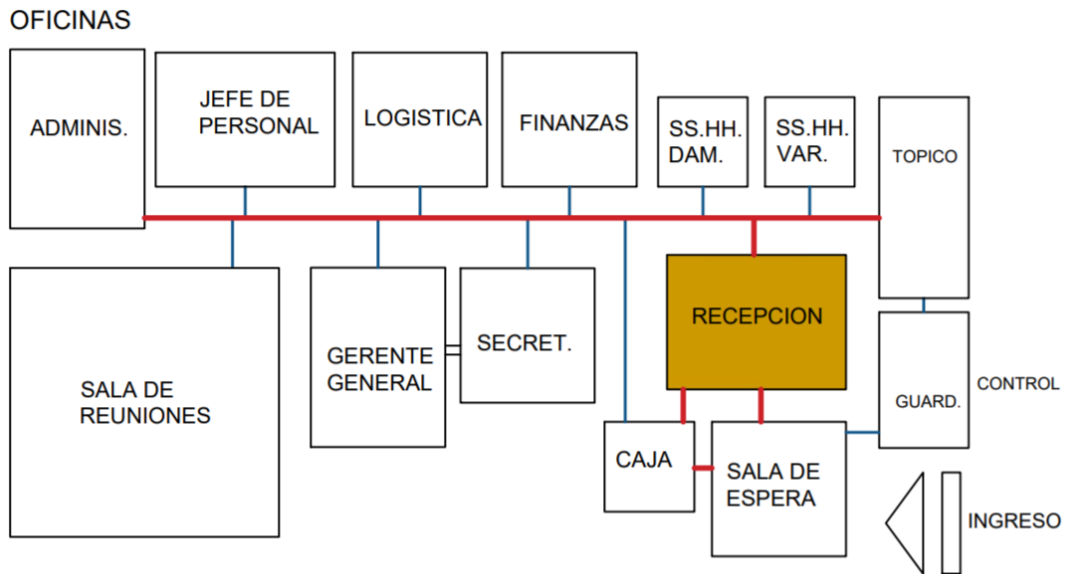 OFICINAS
ADMINIS.
JEFE DE
PERSONAL
LOGISTICA
FINANZAS
SS.HH.
DAM.
SS.HH.
VAR.
TOPICO
SALA DE
REUNIONES
GERENTE
GENERAL
SECRET.
RECEPCION
CAJA
SALA DE
ESPERA
GUARD.
CONTROL
INGRESO